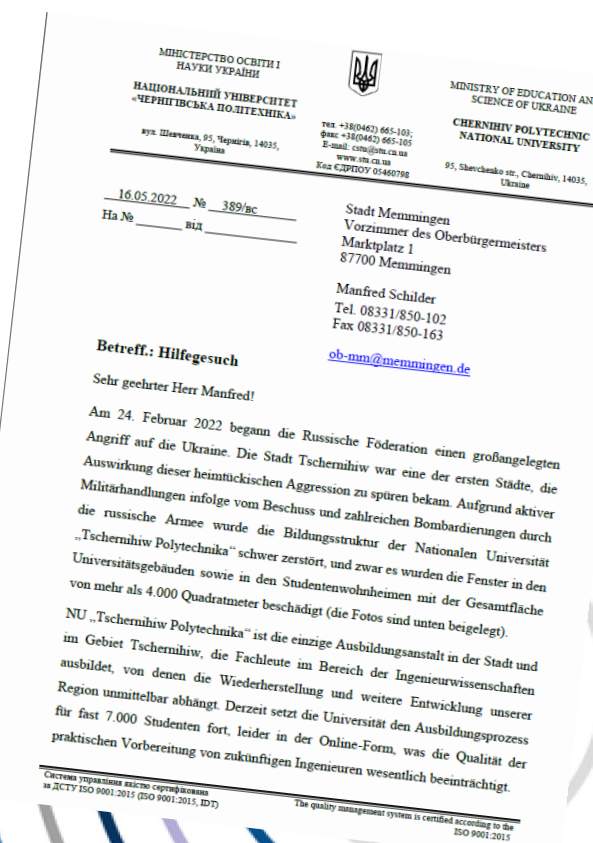 МІНІСТЕРСТВО ОСВІТИ І
НАУКИ УКРАЇНИ
НАЦІОНАЛЬНИЙ УНІВЕРСИТЕТ
«ЧЕРНІГІВСЬКА ПОЛІТЕХНІКА»
вул. Шевченка, 95, Чернігів, 14035,
Україна
тел. +38(0462) 665-103;
факс +38(0462) 665-105
E-mail: cstu@stu.cn.ua
www.stu.cn.ua
Код ЄДРПОУ 05460798
MINISTRY OF EDUCATION AN
SCIENCE OF UKRAINE
CHERNIHIV POLYTECHNIC
NATIONAL UNIVERSITY
95, Shevchenko str., Chernihiv, 14035,
Ukraine
16.05.2022 № 389/вс
На № від
Stadt Memmingen
Vorzimmer des Oberbürgermeisters
Marktplatz 1
87700 Memmingen
Manfred Schilder
Tel. 08331/850-102
Fax 08331/850-163
ob-mm@memmingen.de
Betreff.: Hilfegesuch
Sehr geehrter Herr Manfred!
Am 24. Februar 2022 begann die Russische Föderation einen großangelegten
Angriff auf die Ukraine. Die Stadt Tschernihiw war eine der ersten Städte, die
Auswirkung dieser heimtückischen Aggression zu spüren bekam. Aufgrund aktiver
Militärhandlungen infolge vom Beschuss und zahlreichen Bombardierungen durch
die russische Armee wurde die Bildungsstruktur der Nationalen Universität
„Tschernihiw Polytechnika“ schwer zerstört, und zwar es wurden die Fenster in den
Universitätsgebäuden sowie in den Studentenwohnheimen mit der Gesamtfläche
von mehr als 4.000 Quadratmeter beschädigt (die Fotos sind unten beigelegt).
NU „Tschernihiw Polytechnika“ ist die einzige Ausbildungsanstalt in der Stadt und
im Gebiet Tschernihiw, die Fachleute im Bereich der Ingenieurwissenschaften
ausbildet, von denen die Wiederherstellung und weitere Entwicklung unserer
Region unmittelbar abhängt. Derzeit setzt die Universität den Ausbildungsprozess
für fast 7.000 Studenten fort, leider in der Online-Form, was die Qualität der
praktischen Vorbereitung von zukünftigen Ingenieuren wesentlich beeinträchtigt.
Система управління якістю сертифікована
за ДСТУ ISO 9001:2015 (ISO 9001:2015, IDT)
The quality management system is certified according to the
ISO 9001:2015